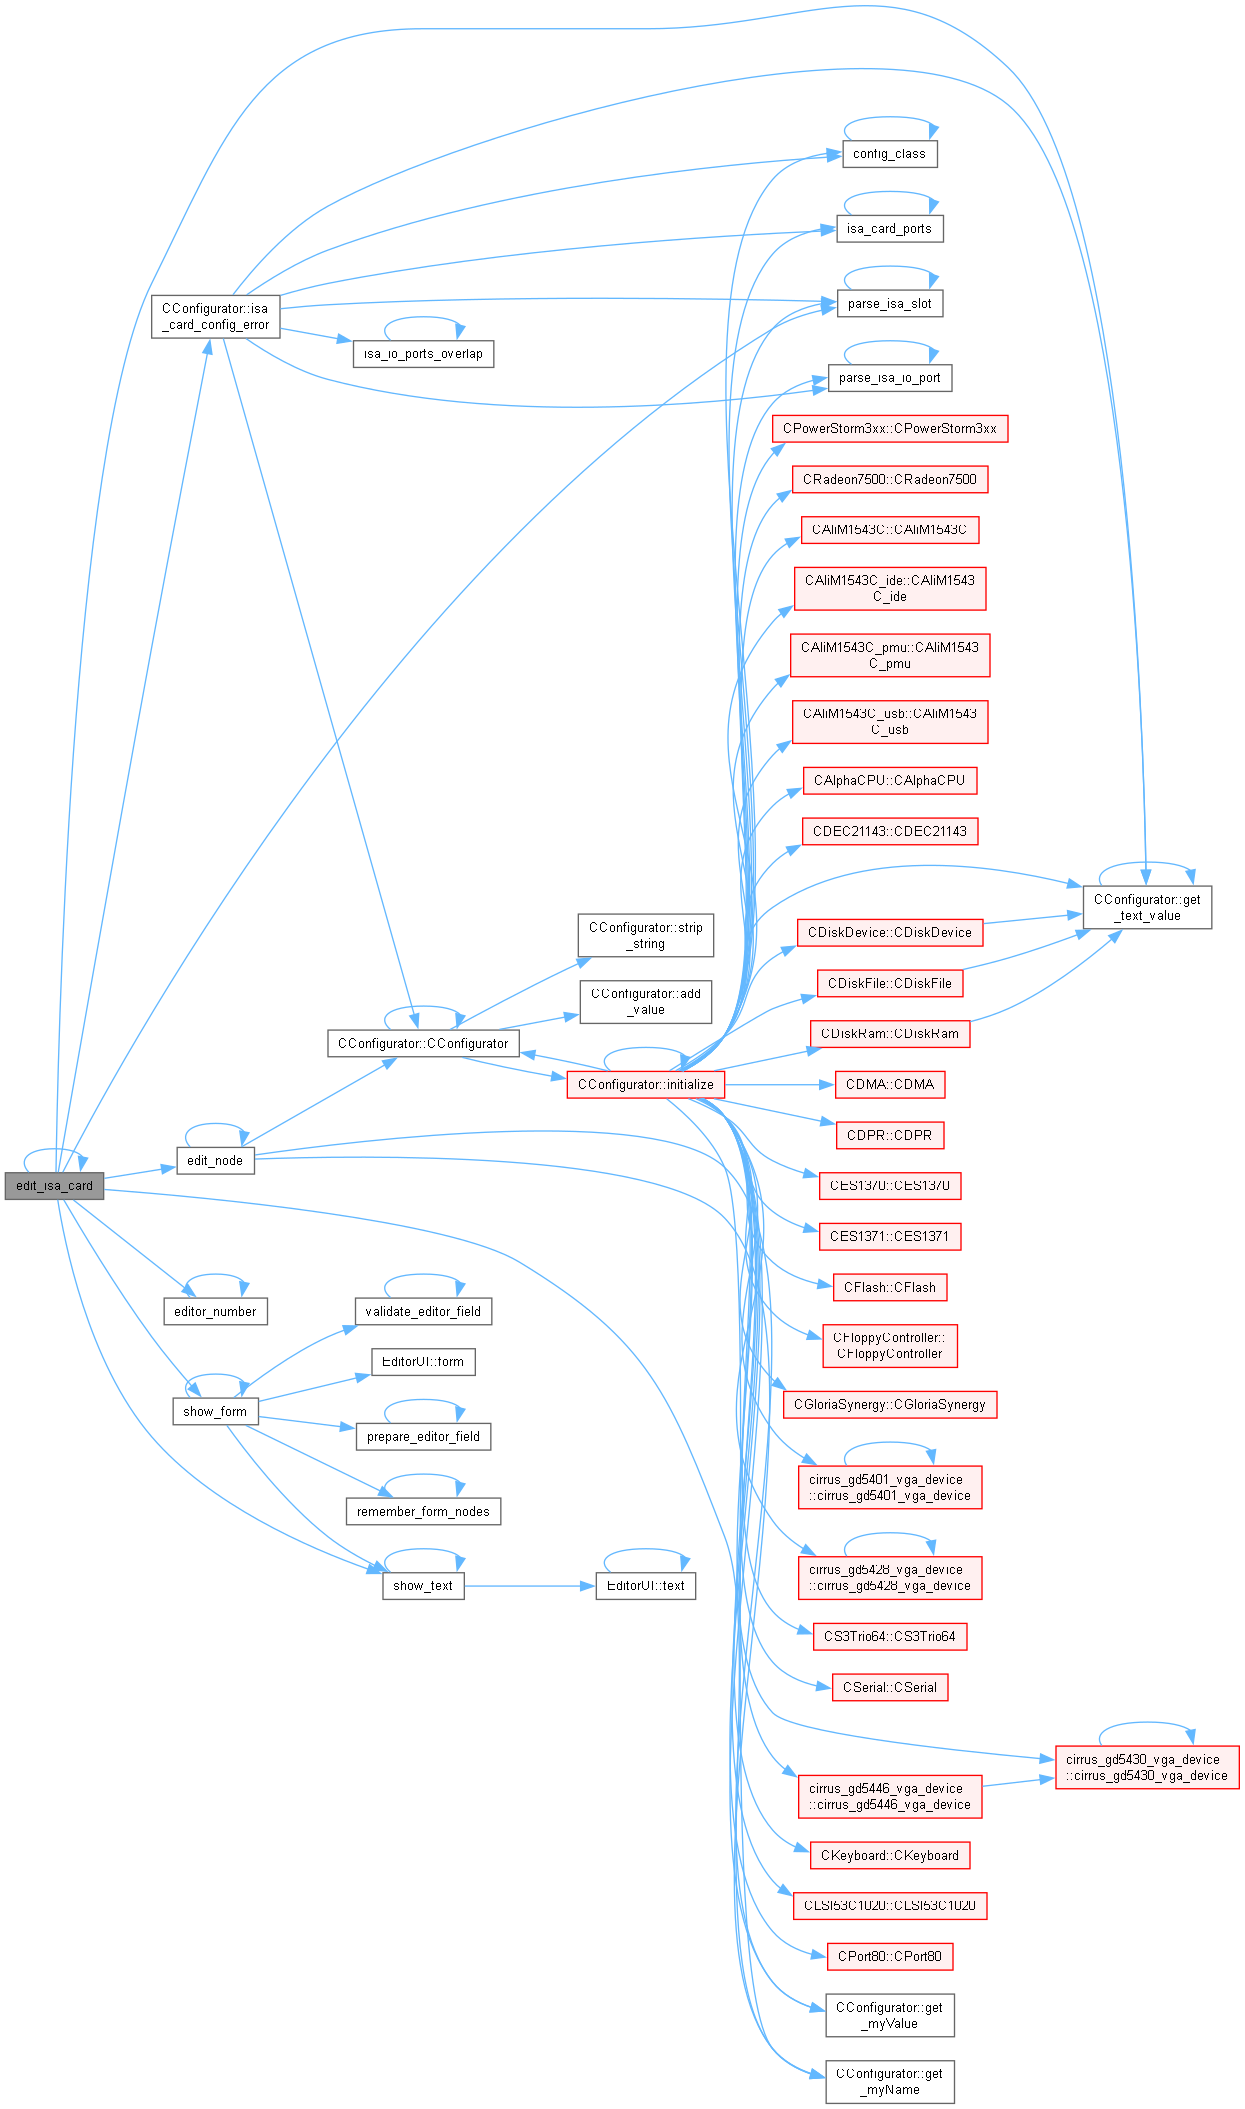 config_class
isa_card_ports
parse_isa_slot
CConfigurator::isa
_card_config_error
isa_io_ports_overlap
parse_isa_io_port
CPowerStorm3xx::CPowerStorm3xx
CRadeon7500::CRadeon7500
CAliM1543C::CAliM1543C
CAliM1543C_ide::CAliM1543
C_ide
CAliM1543C_pmu::CAliM1543
C_pmu
CAliM1543C_usb::CAliM1543
C_usb
CAlphaCPU::CAlphaCPU
CDEC21143::CDEC21143
CConfigurator::get
_text_value
CConfigurator::strip
_string
CDiskDevice::CDiskDevice
CDiskFile::CDiskFile
CConfigurator::add
_value
CDiskRam::CDiskRam
CConfigurator::CConfigurator
CConfigurator::initialize
CDMA::CDMA
CDPR::CDPR
edit_node
edit_isa_card
CES1370::CES1370
CES1371::CES1371
CFlash::CFlash
editor_number
validate_editor_field
CFloppyController::
CFloppyController
EditorUI::form
show_form
CGloriaSynergy::CGloriaSynergy
prepare_editor_field
cirrus_gd5401_vga_device
::cirrus_gd5401_vga_device
remember_form_nodes
show_text
EditorUI::text
cirrus_gd5428_vga_device
::cirrus_gd5428_vga_device
CS3Trio64::CS3Trio64
CSerial::CSerial
cirrus_gd5430_vga_device
::cirrus_gd5430_vga_device
cirrus_gd5446_vga_device
::cirrus_gd5446_vga_device
CKeyboard::CKeyboard
CLSI53C1020::CLSI53C1020
CPort80::CPort80
CConfigurator::get
_myValue
CConfigurator::get
_myName